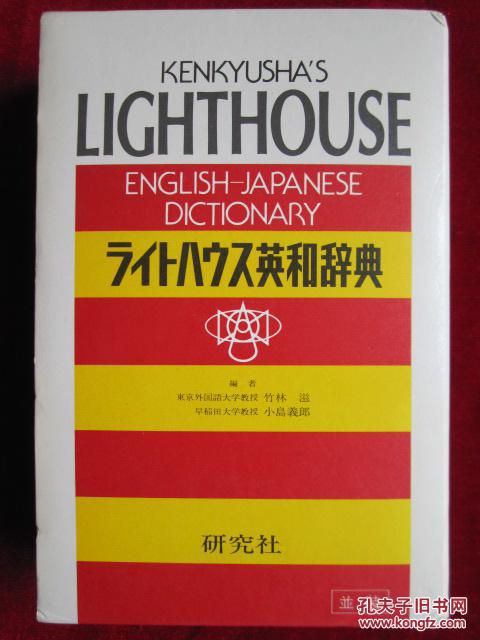 KENKYUSHA'S
LIGHTHOUSE
ENGLISH-JAPANESE
DICTIONARY
ライトハウス英和辞典
編 者
東京外国語大学教授 竹林 滋
早稲田大学教授 小島義郎
研究社
並
孔夫子旧书网
WWW.KONGFZ.COM